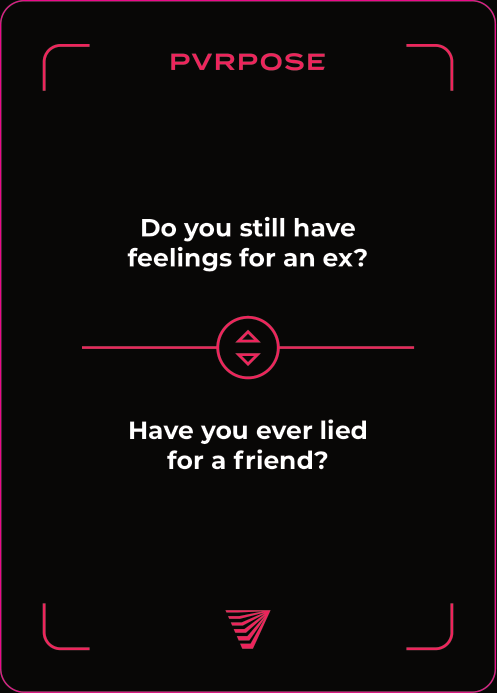 PVRPOSE
Do you still have
feelings for an ex?
Have you ever lied
for a friend?